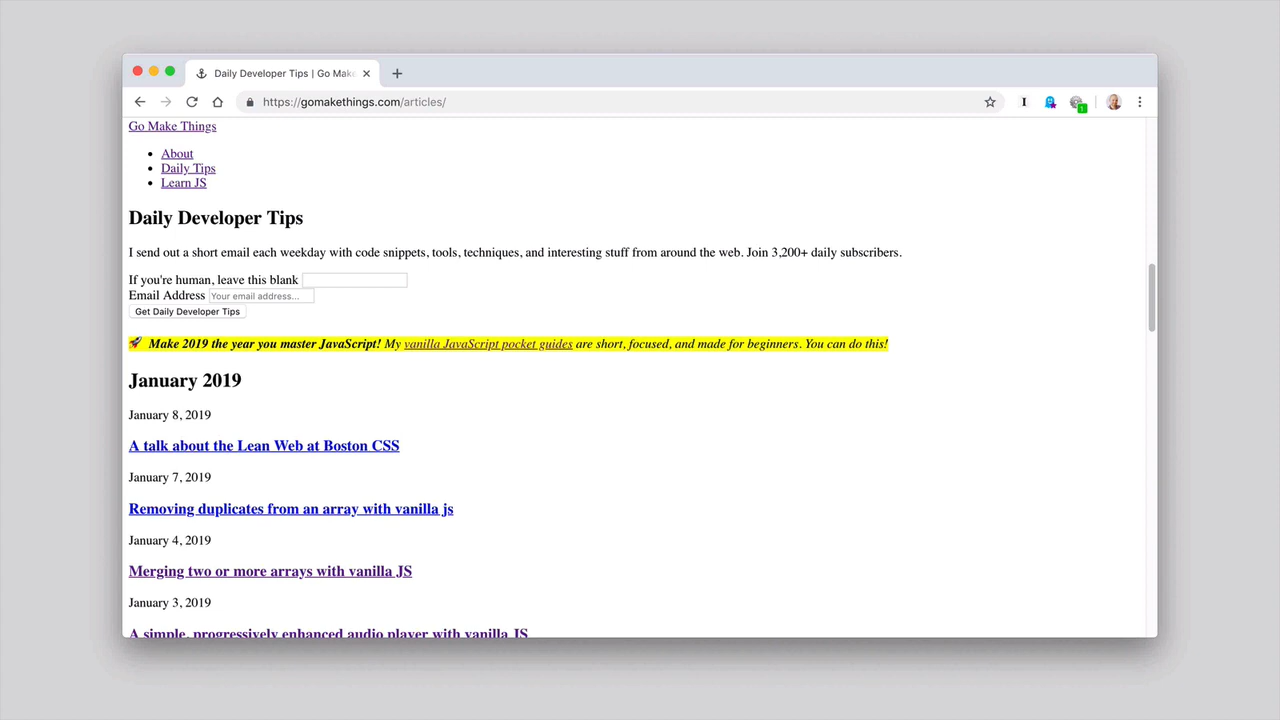 Daily Developer Tips | Go Make
https://gomakethings.com/articles/
I
1
Go Make Things
About
Daily Tips
Learn JS
Daily Developer Tips
I send out a short email each weekday with code snippets, tools, techniques, and interesting stuff from around the web. Join 3,200+ daily subscribers.
If you're human, leave this blank
Email Address Your email address...
Get Daily Developer Tips
🚀 Make 2019 the year you master JavaScript! My vanilla JavaScript pocket guides are short, focused, and made for beginners. You can do this!
January 2019
January 8, 2019
A talk about the Lean Web at Boston CSS
January 7, 2019
Removing duplicates from an array with vanilla js
January 4, 2019
Merging two or more arrays with vanilla JS
January 3, 2019
A simple, progressively enhanced audio player with vanilla JS